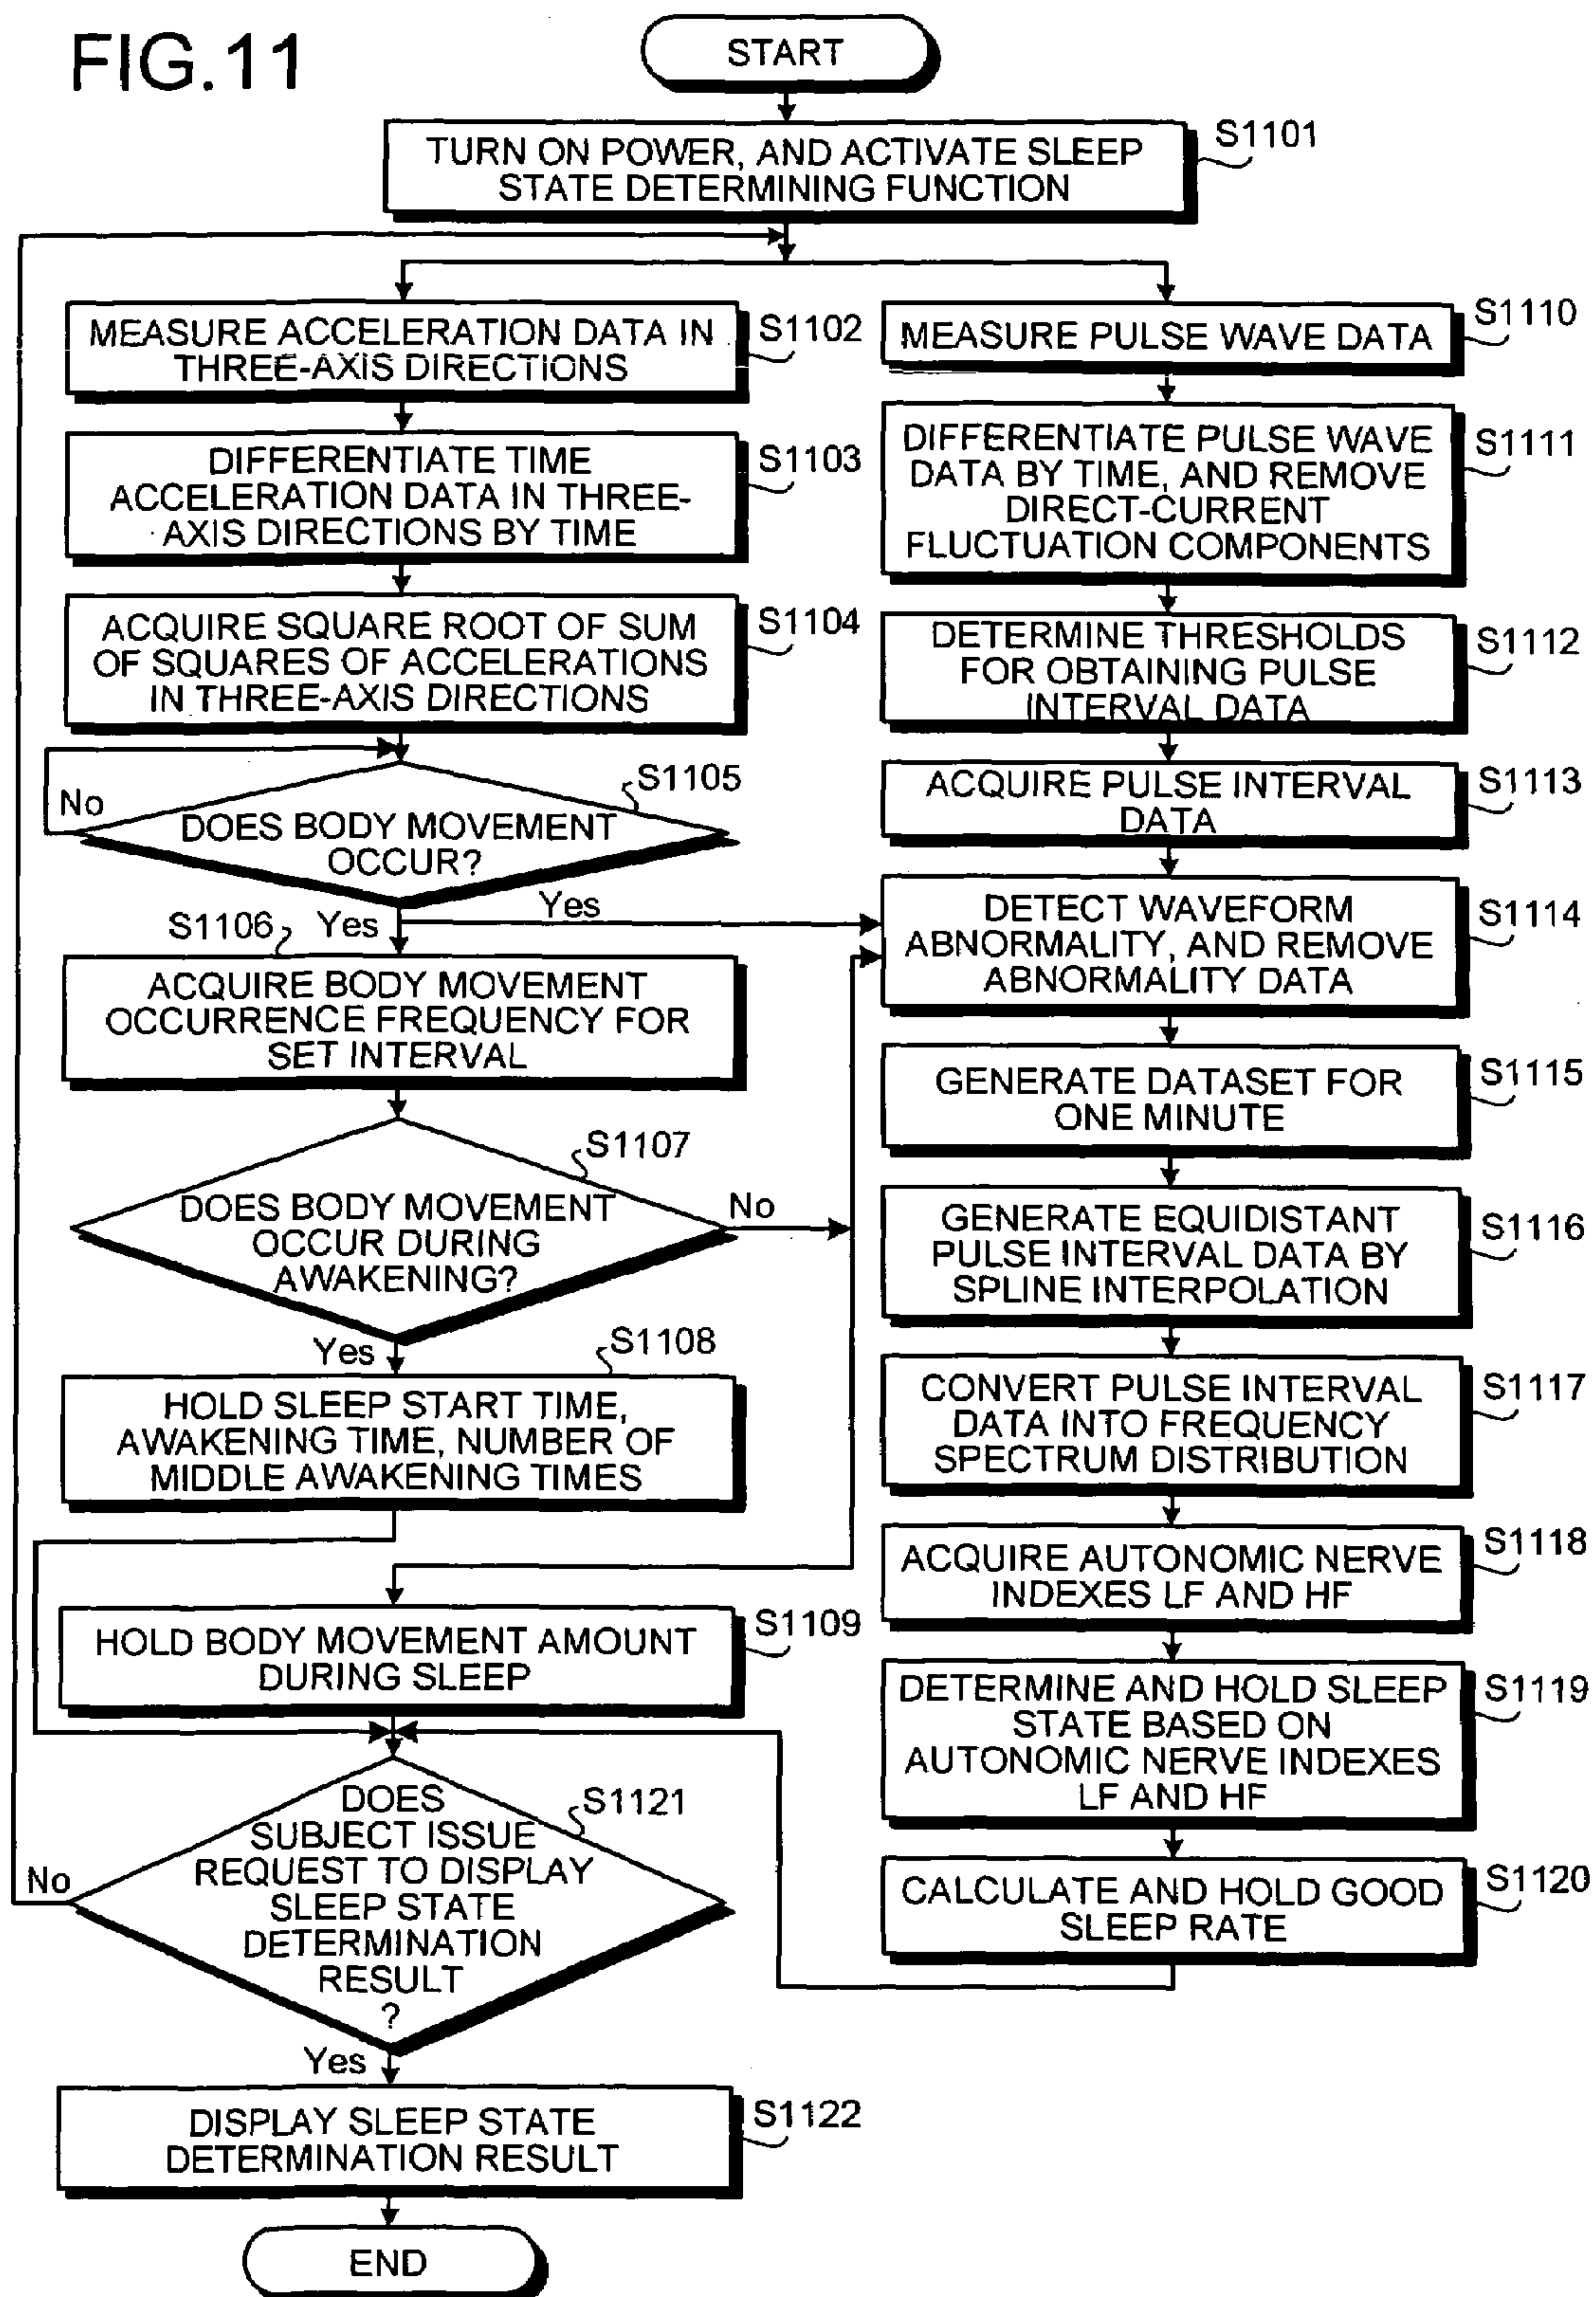 FIG.11
START
TURN ON POWER, AND ACTIVATE SLEEP
STATE DETERMINING FUNCTION
S1101
MEASURE ACCELERATION DATA IN
THREE-AXIS DIRECTIONS
S1102
DIFFERENTIATE TIME
ACCELERATION DATA IN THREE-
AXIS DIRECTIONS BY TIME
S1103
ACQUIRE SQUARE ROOT OF SUM
OF SQUARES OF ACCELERATIONS
IN THREE-AXIS DIRECTIONS
S1104
S1105
No
DOES BODY MOVEMENT
OCCUR?
Yes
S1106
Yes
ACQUIRE BODY MOVEMENT
OCCURRENCE FREQUENCY FOR
SET INTERVAL
S1107
DOES BODY MOVEMENT
OCCUR DURING
AWAKENING?
No
Yes
S1108
HOLD SLEEP START TIME,
AWAKENING TIME, NUMBER OF
MIDDLE AWAKENING TIMES
HOLD BODY MOVEMENT AMOUNT
DURING SLEEP
S1109
DOES
SUBJECT ISSUE
REQUEST TO DISPLAY
SLEEP STATE
DETERMINATION
RESULT
?
S1121
No
Yes
DISPLAY SLEEP STATE
DETERMINATION RESULT
S1122
END
MEASURE PULSE WAVE DATA
S1110
DIFFERENTIATE PULSE WAVE
DATA BY TIME, AND REMOVE
DIRECT-CURRENT
FLUCTUATION COMPONENTS
S1111
DETERMINE THRESHOLDS
FOR OBTAINING PULSE
INTERVAL DATA
S1112
ACQUIRE PULSE INTERVAL
DATA
S1113
DETECT WAVEFORM
ABNORMALITY, AND REMOVE
ABNORMALITY DATA
S1114
GENERATE DATASET FOR
ONE MINUTE
S1115
GENERATE EQUIDISTANT
PULSE INTERVAL DATA BY
SPLINE INTERPOLATION
S1116
CONVERT PULSE INTERVAL
DATA INTO FREQUENCY
SPECTRUM DISTRIBUTION
S1117
ACQUIRE AUTONOMIC NERVE
INDEXES LF AND HF
S1118
DETERMINE AND HOLD SLEEP
STATE BASED ON
AUTONOMIC NERVE INDEXES
LF AND HF
S1119
CALCULATE AND HOLD GOOD
SLEEP RATE
S1120